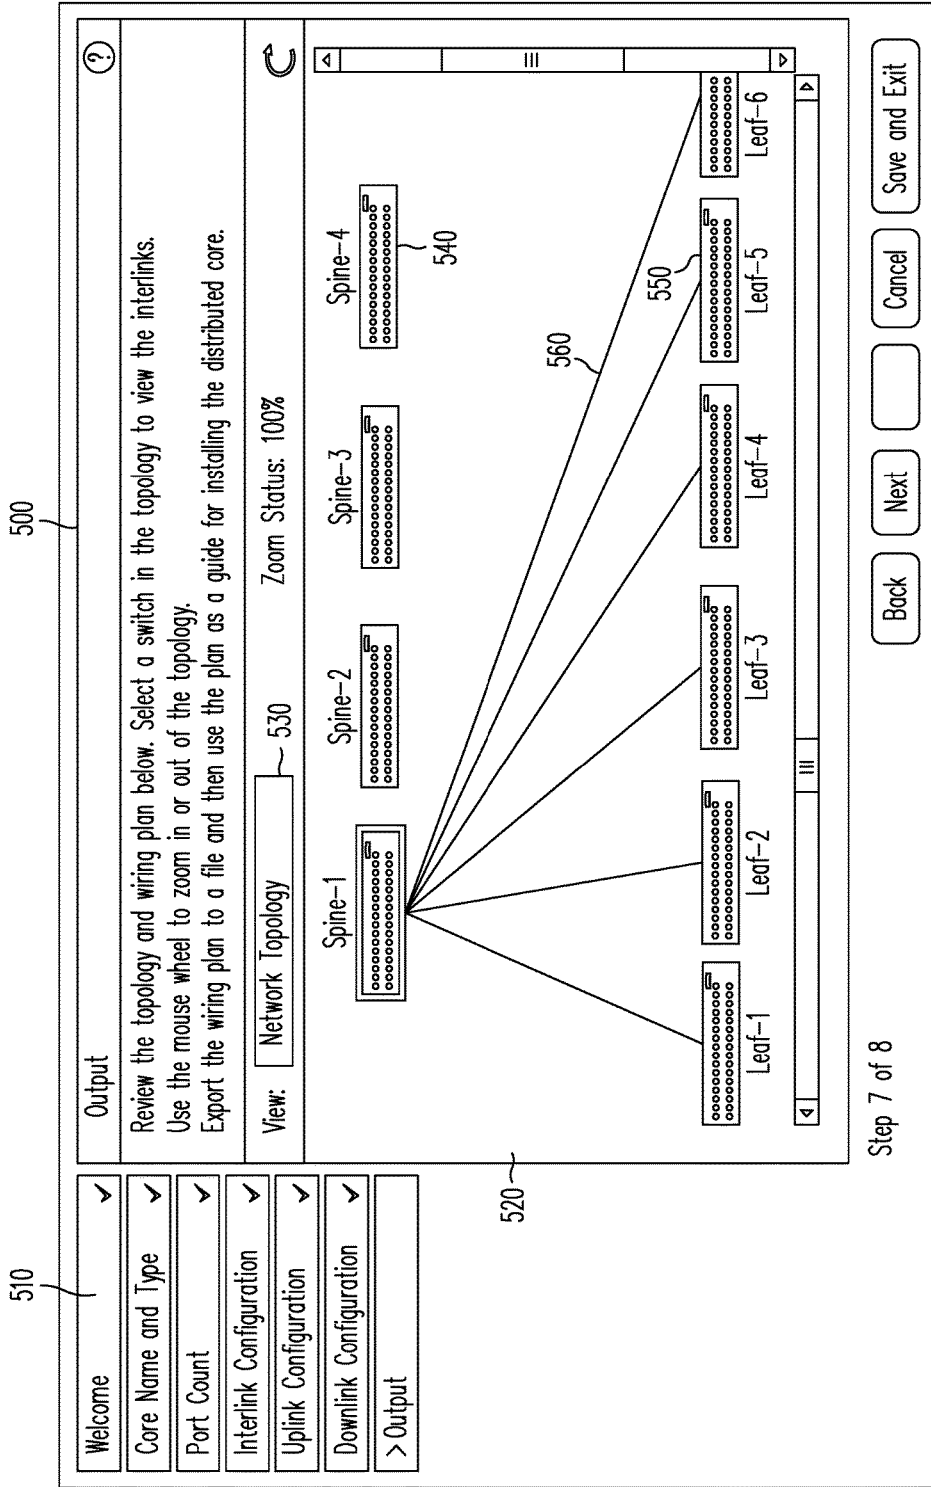 500
510
Welcome
Core Name and Type
Port Count
Interlink Configuration
Uplink Configuration
Downlink Configuration
> Output
Output
?
Review the topology and wiring plan below. Select a switch in the topology to view the interlinks.
Use the mouse wheel to zoom in or out of the topology.
Export the wiring plan to a file and then use the plan as a guide for installing the distributed core.
View: Network Topology
530
Zoom Status: 100%
Spine-1
Spine-2
Spine-3
Spine-4
540
560
550
520
Leaf-1
Leaf-2
Leaf-3
Leaf-4
Leaf-5
Leaf-6
Step 7 of 8
Back
Next
Cancel
Save and Exit